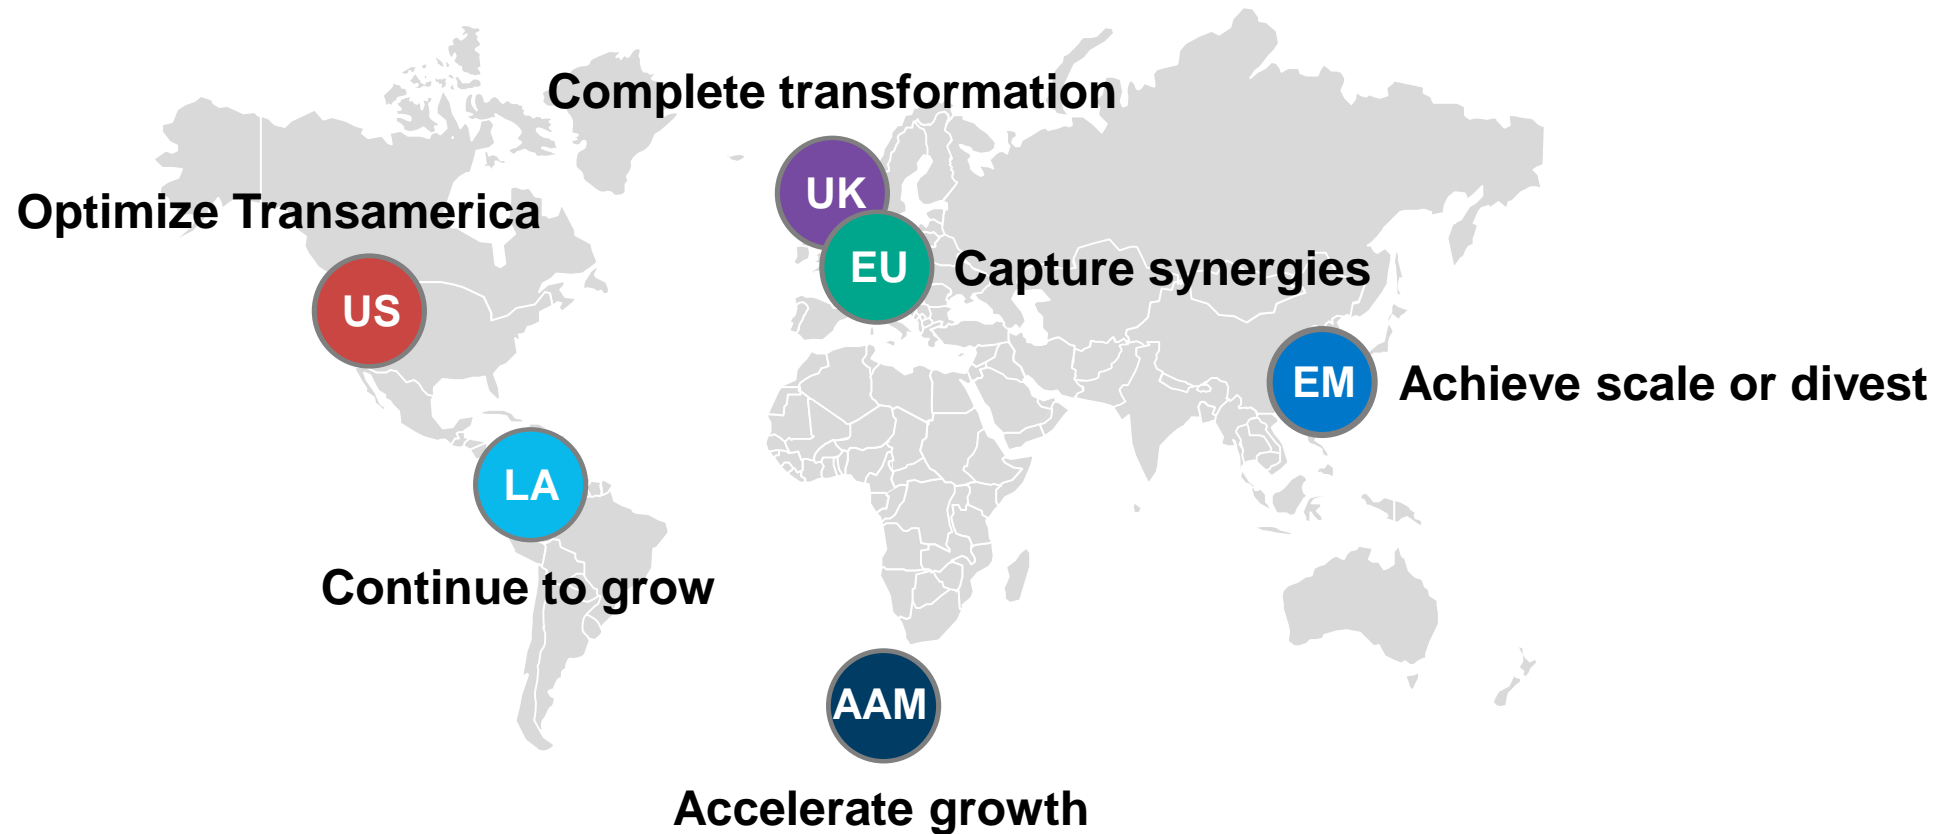 Complete transformation
UK
Optimize Transamerica
EU
Capture synergies
US
EM
Achieve scale or divest
LA
Continue to grow
AAM
Accelerate growth